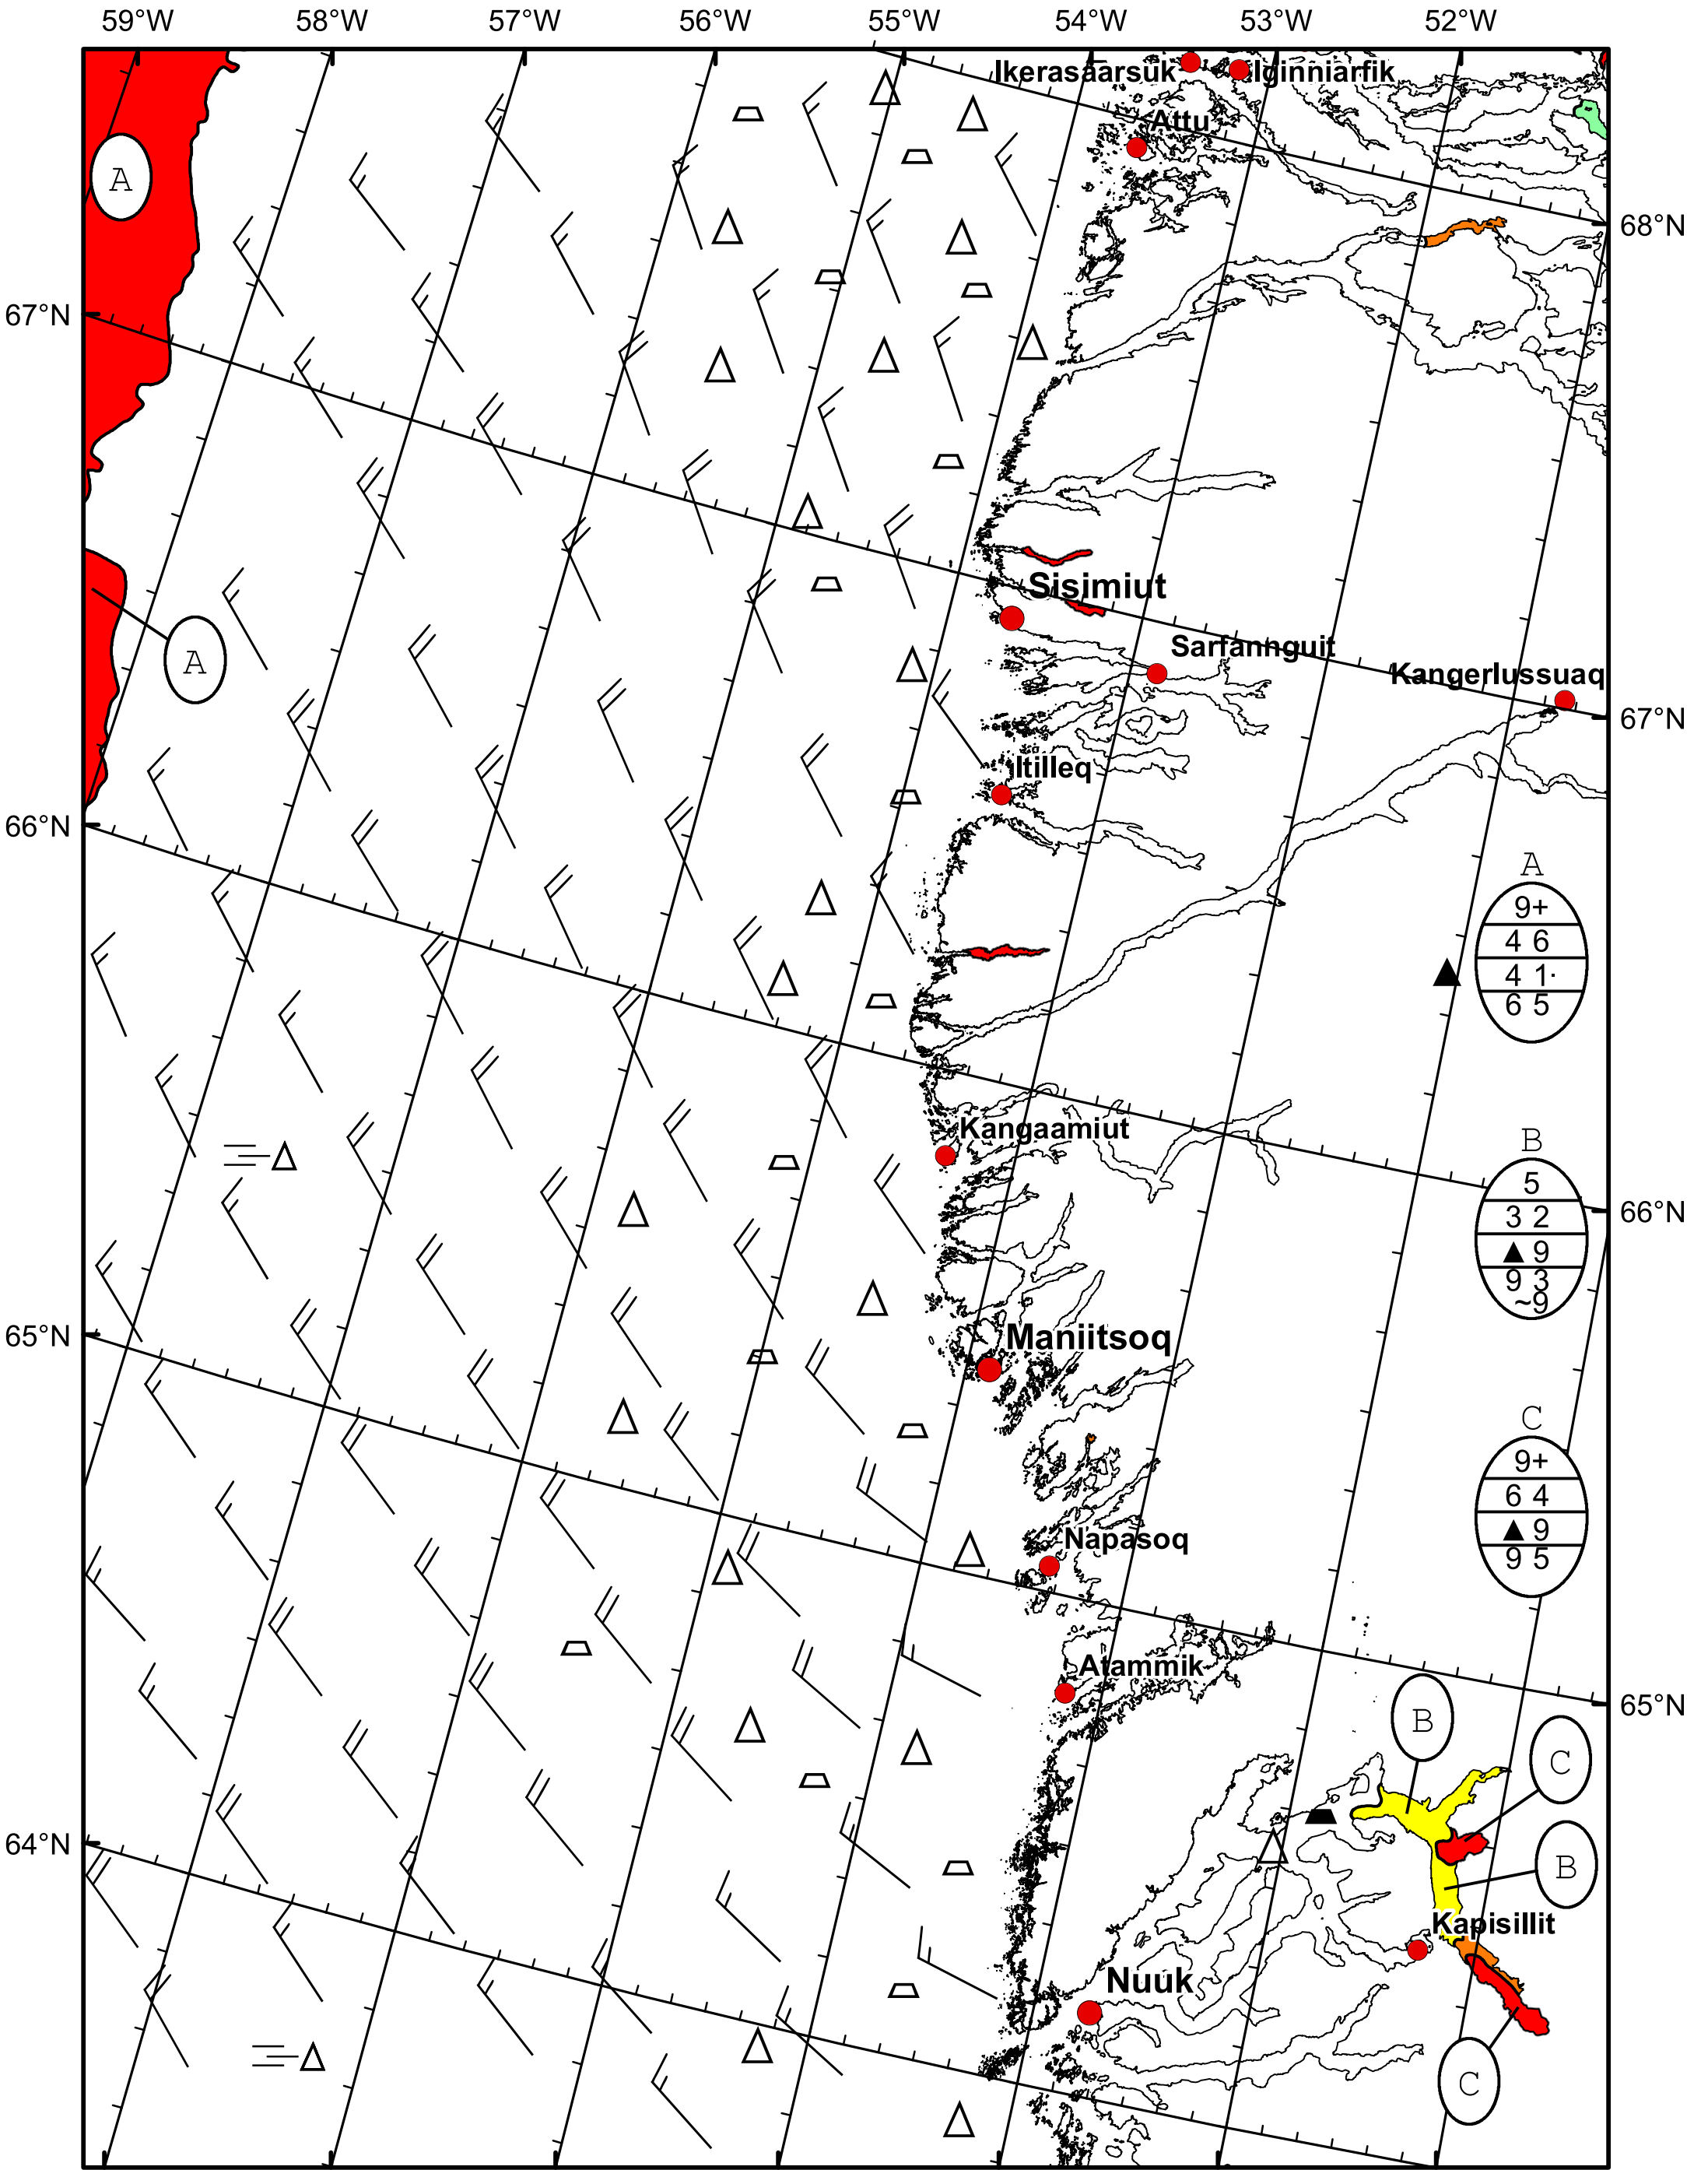 59°W 58°W 57°W 56°W 55°W 54°W 53°W 52°W
Ikerasaarsuk Iginniarfik
Attu
A
68°N
67°N
Sisimiut
Sarfannguit
A
Kangerlussuaq
67°N
Itilleq
66°N
A
9+
4 6
4 1·
6 5
Kangaamiut
B
5
3 2
▲ 9
9 3
~9
66°N
65°N
Maniitsoq
C
9+
6 4
▲ 9
9 5
Napasoq
Atammik
65°N
B
C
64°N
B
Kapisillit
Nuuk
C